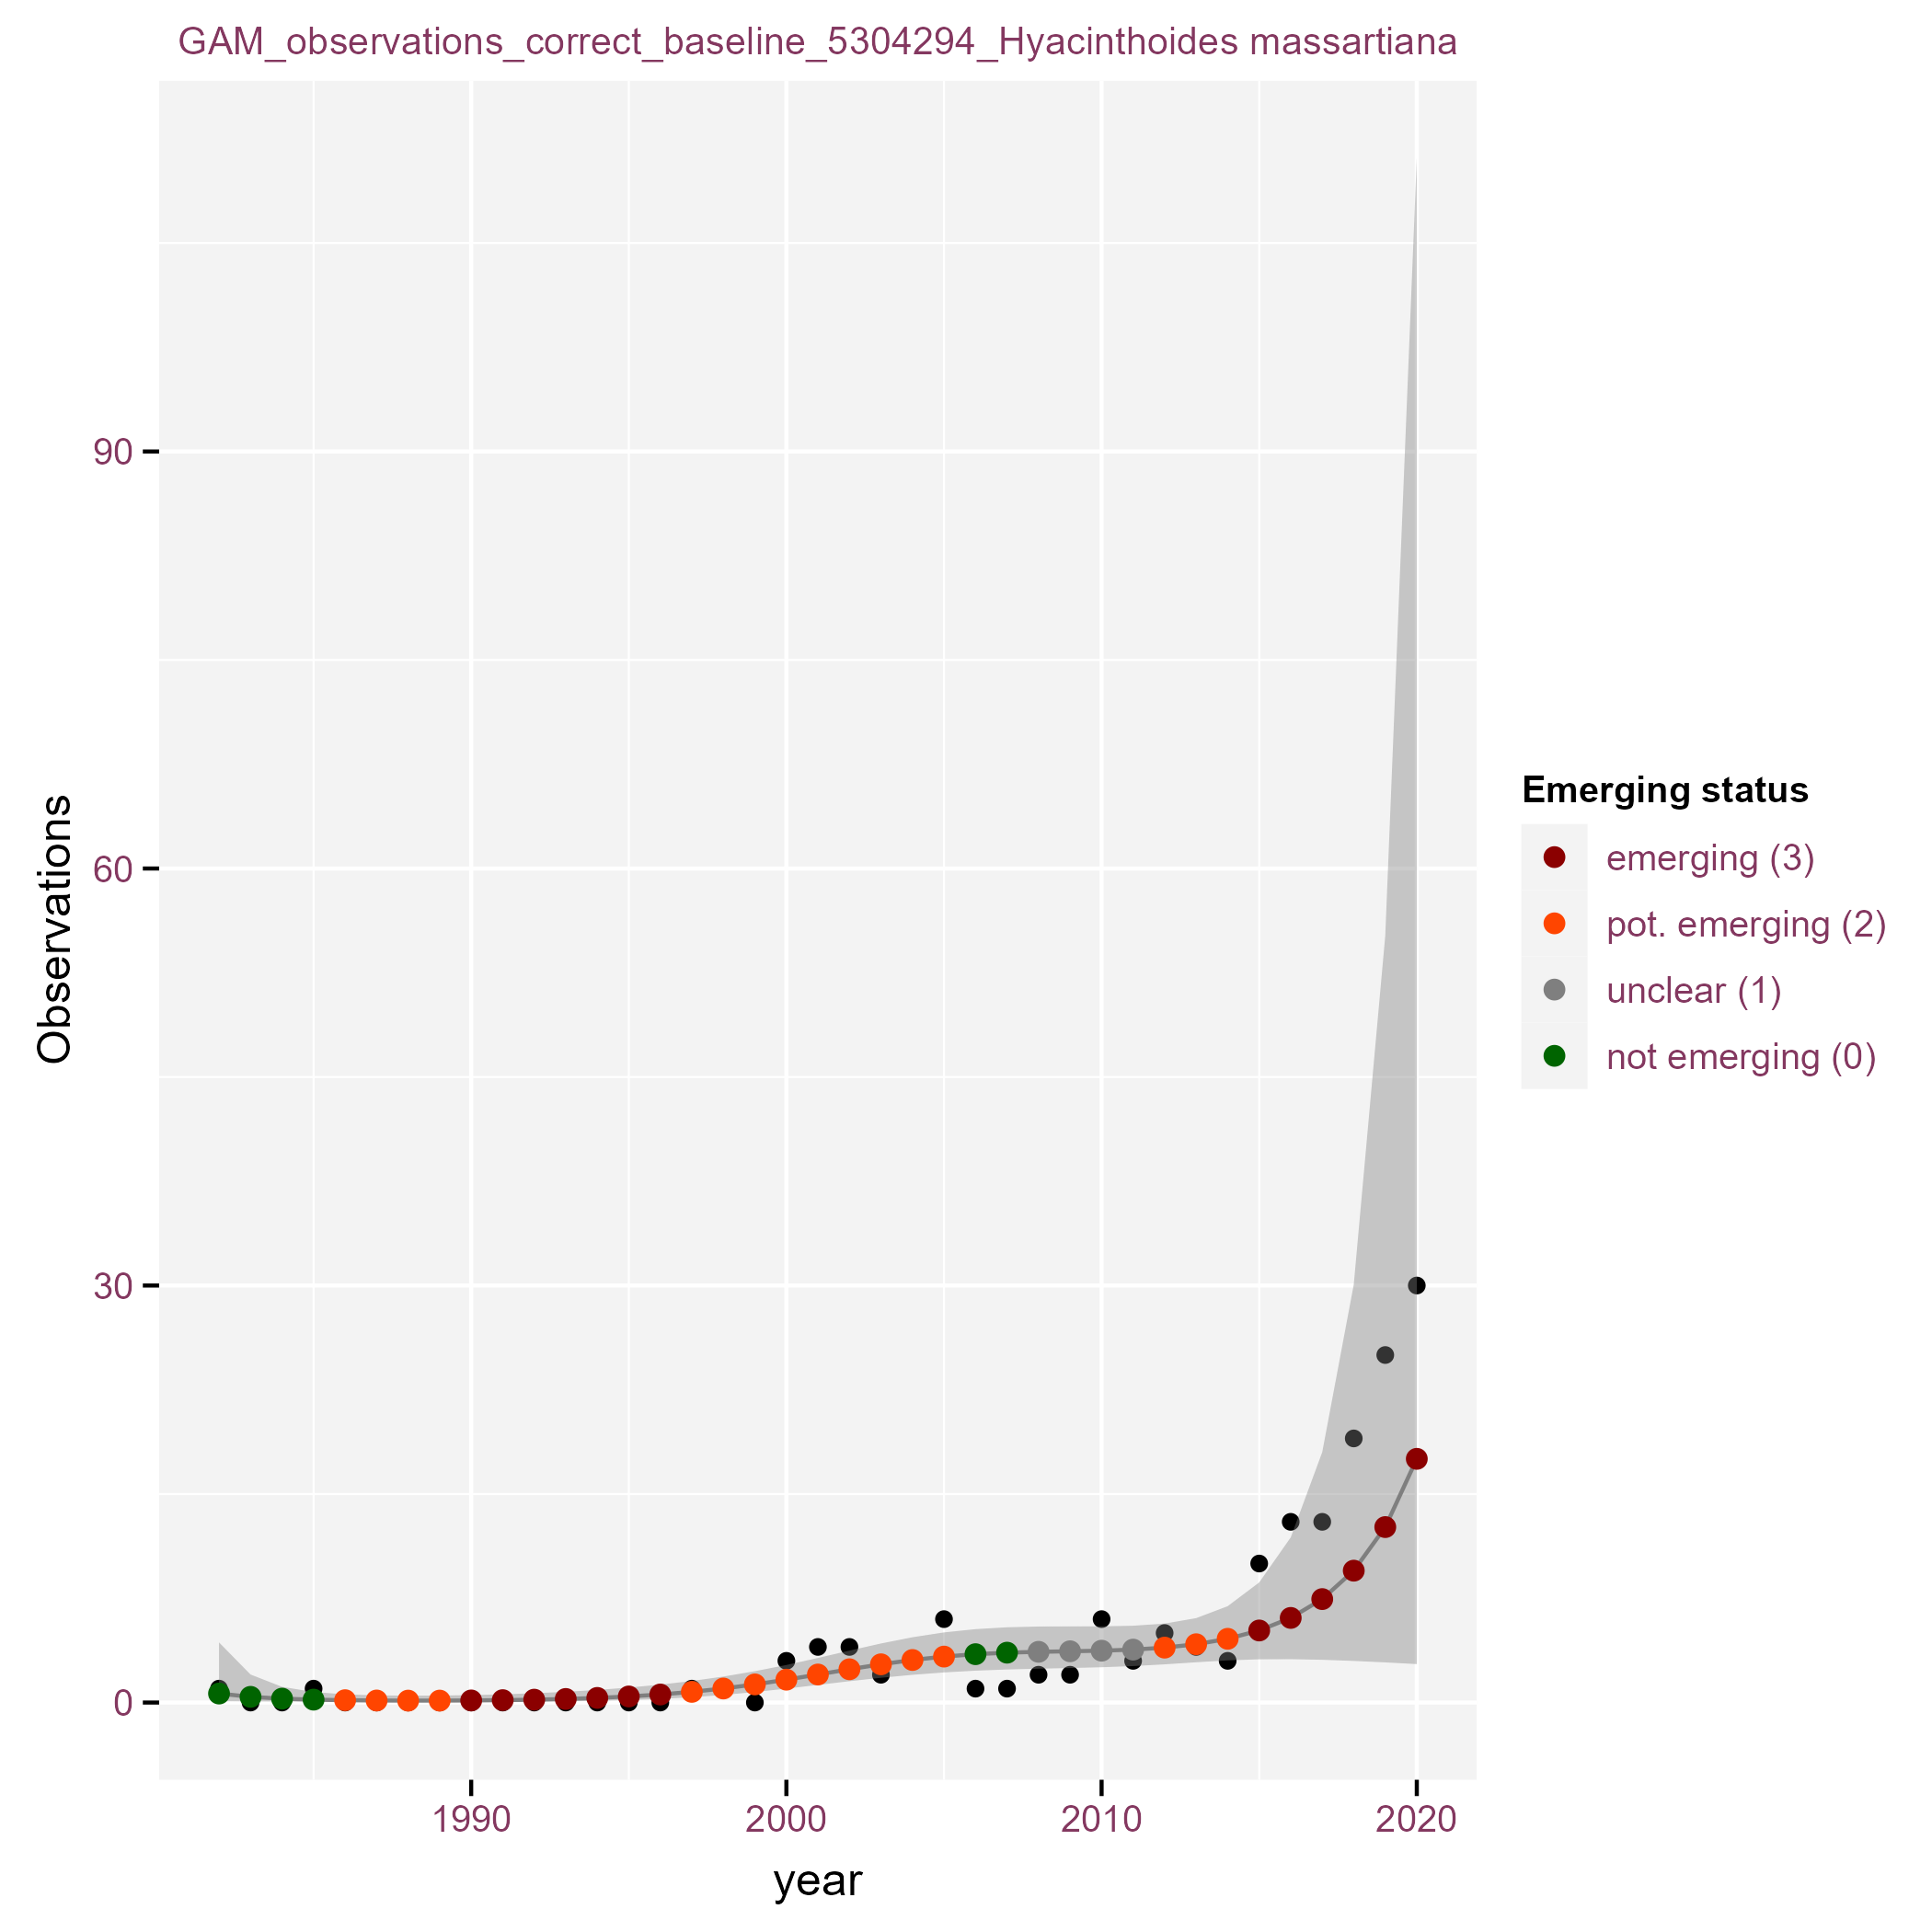 GAM_observations_correct_baseline_5304294_Hyacinthoides massartiana
90
60
30
0
Observations
1990 2000 2010 2020
year
Emerging status
emerging (3)
pot. emerging (2)
unclear (1)
not emerging (0)